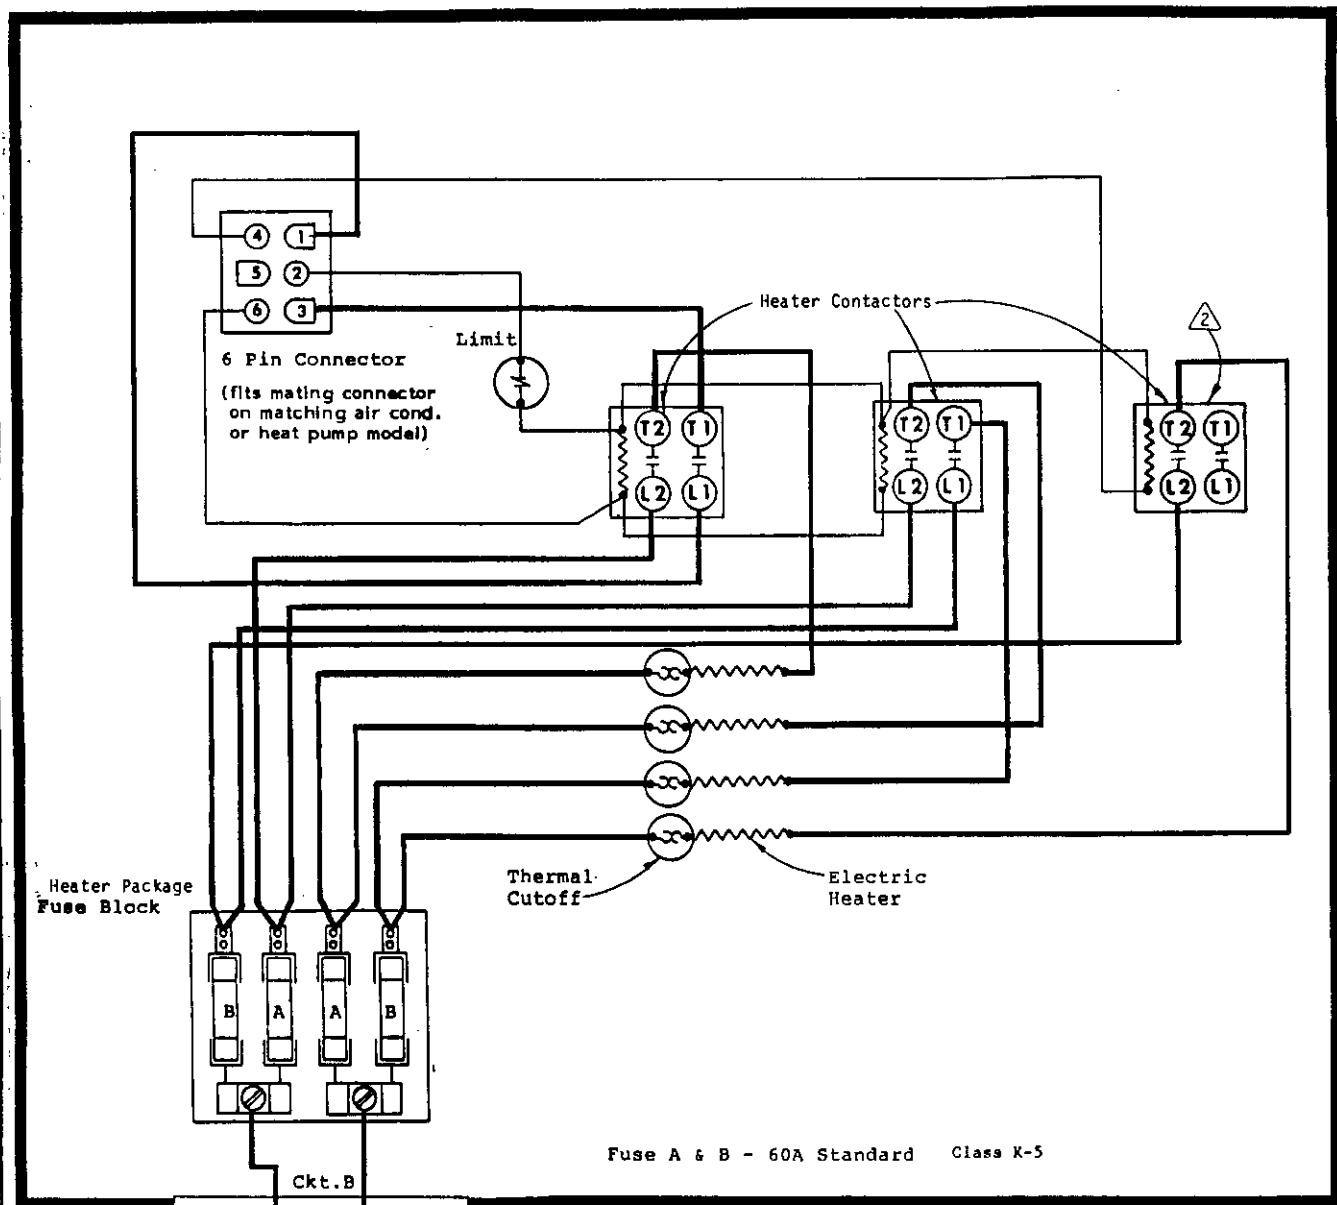 4 1
5 2
6 3
6 Pin Connector
(fits mating connector
on matching air cond.
or heat pump model)
Limit
Heater Contactors
2
T2 T1
L2 L1
T2 T1
L2 L1
T2 T1
L2 L1
Thermal
Cutoff
Electric
Heater
Heater Package
Fuse Block
B A A B
Fuse A & B - 60A Standard Class K-5
Ckt.B